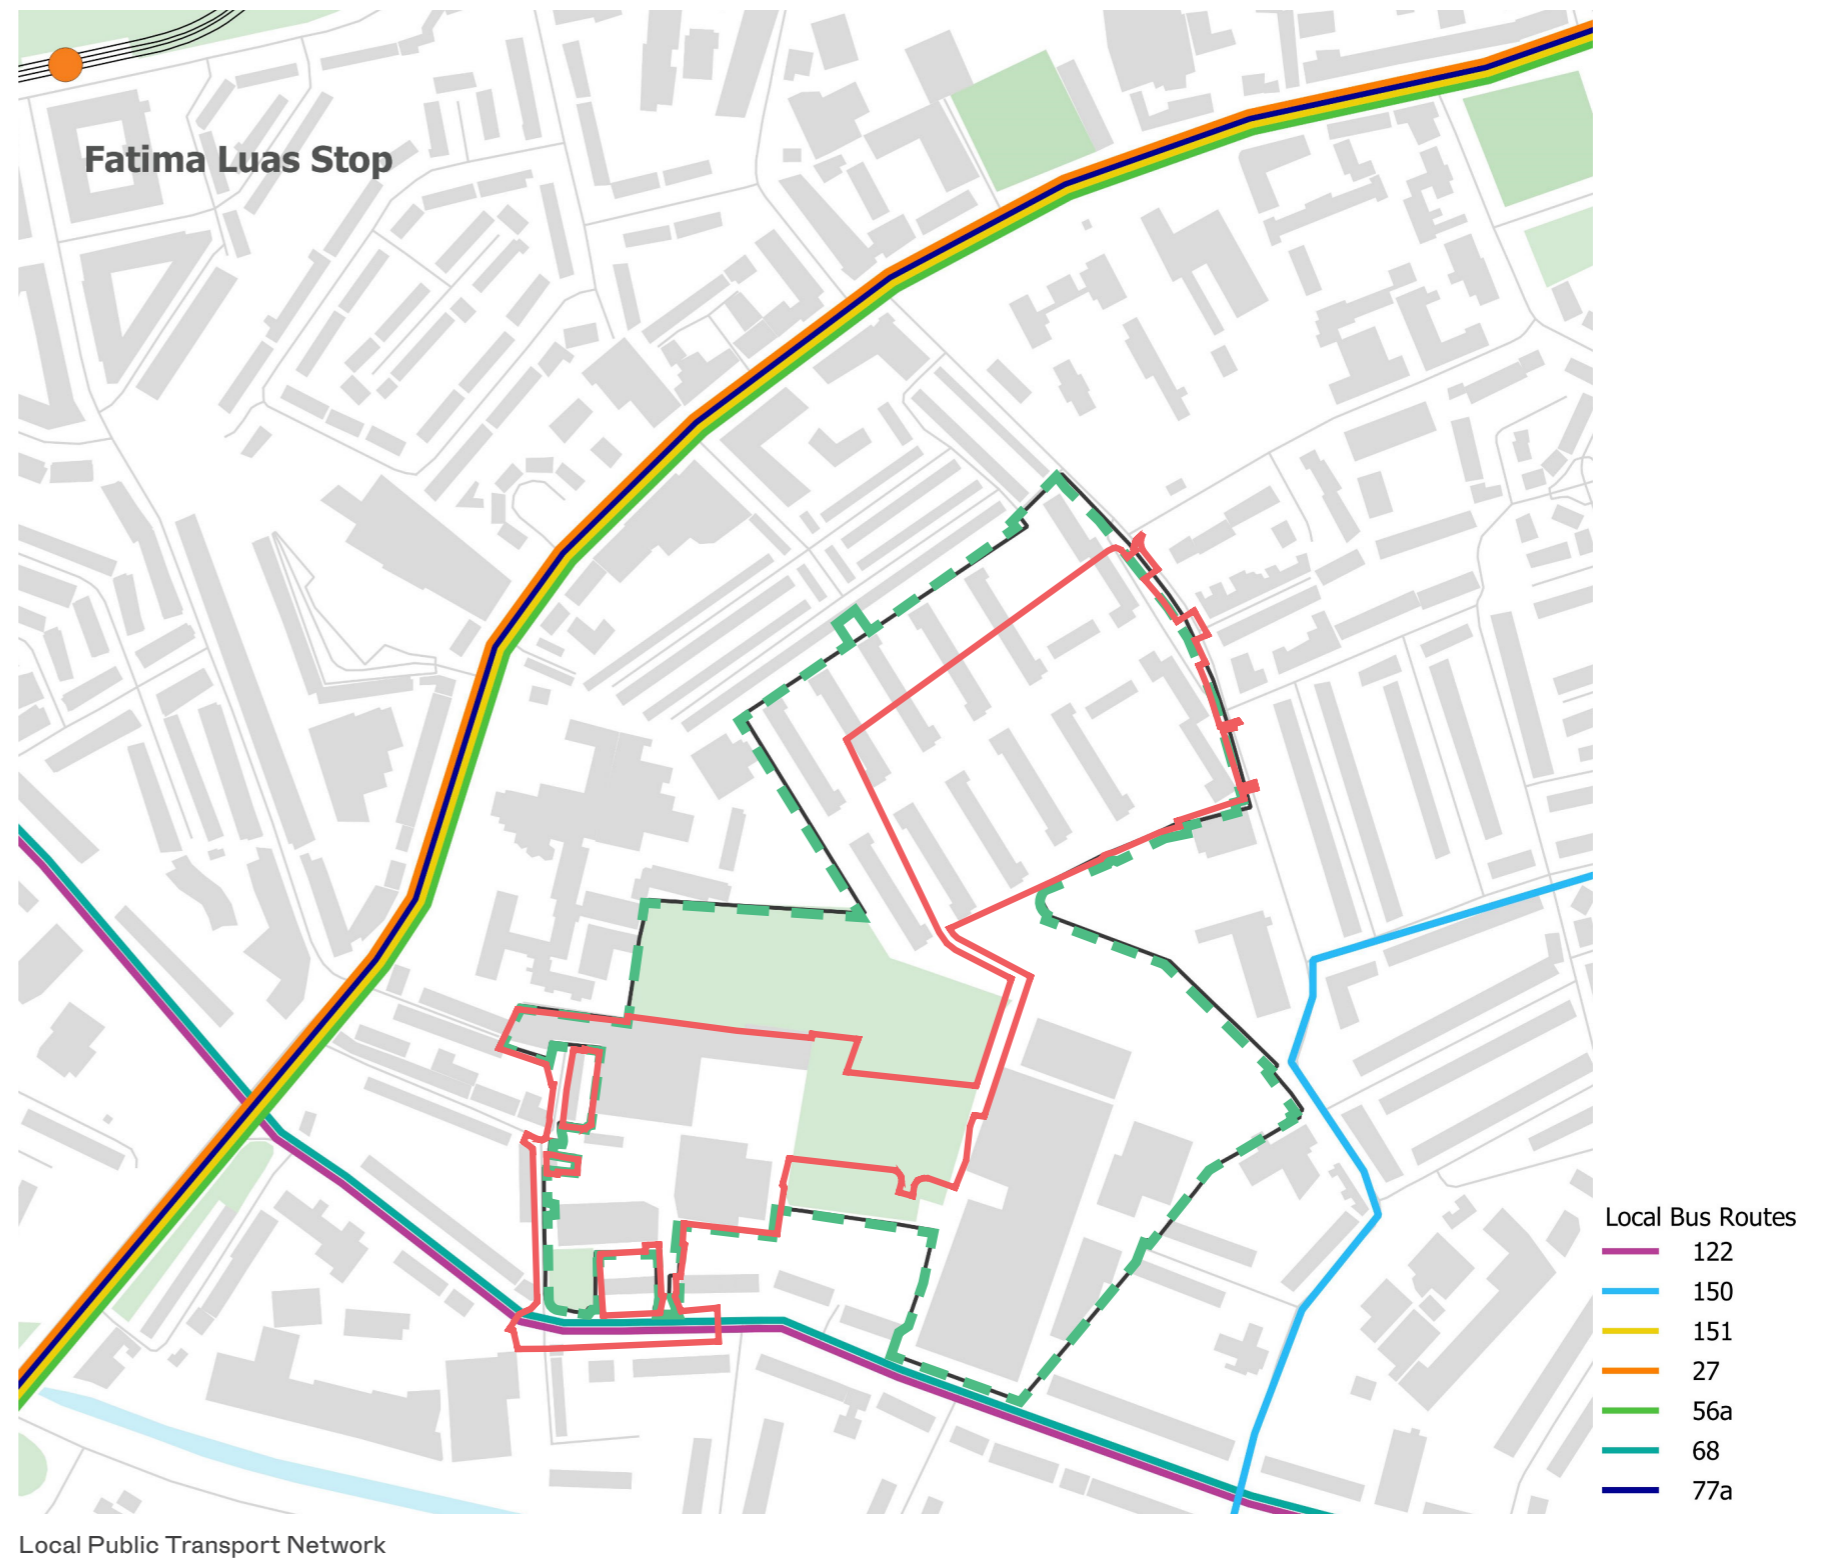 Fatima Luas Stop
Local Bus Routes
122
150
151
27
56a
68
77a
Local Public Transport Network